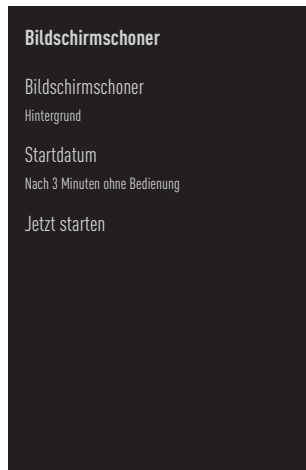 Bildschirmschoner
Bildschirmschoner
Hintergrund
Startdatum
Nach 3 Minuten ohne Bedienung
Jetzt starten